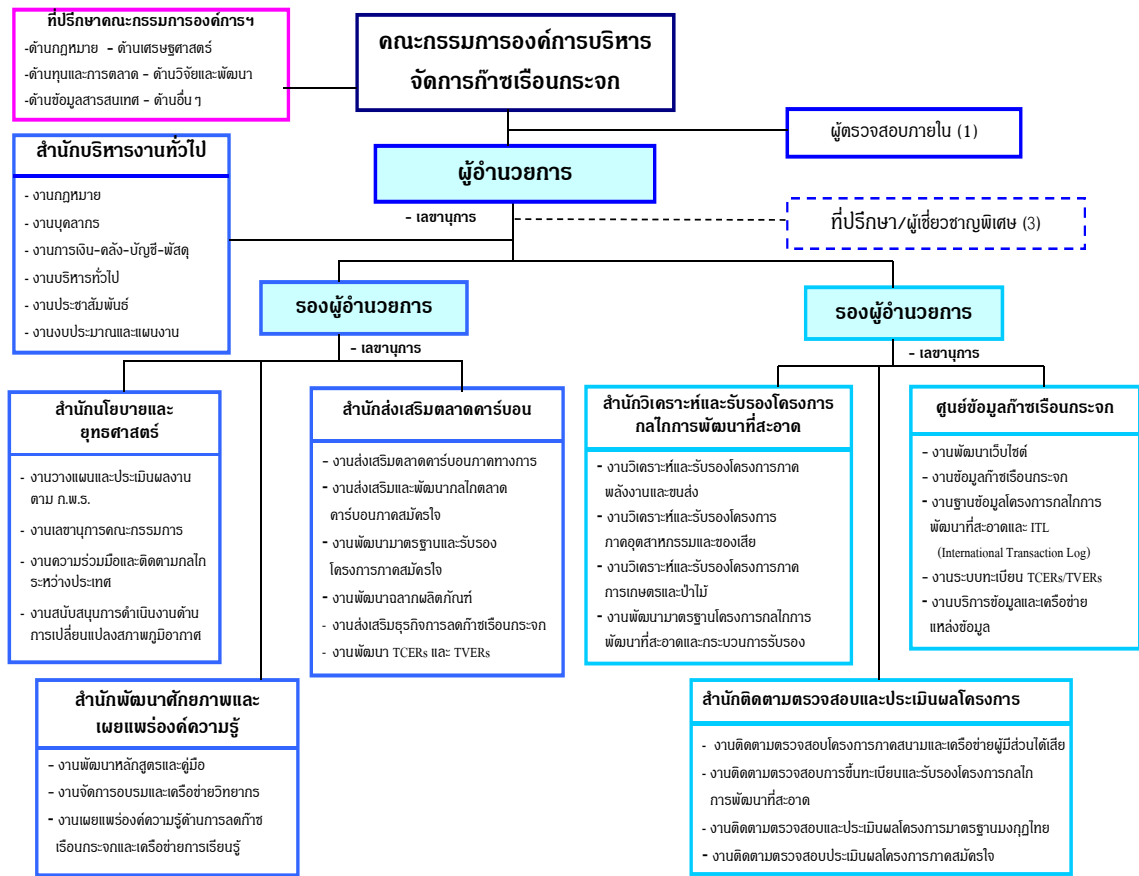 ที่ปรึกษาคณะกรรมการองค์การฯ
-ด้านกฎหมาย – ด้านเศรษฐศาสตร์
-ด้านทุนและการตลาด – ด้านวิจัยและพัฒนา
-ด้านข้อมูลสารสนเทศ – ด้านอื่นๆ
คณะกรรมการองค์การบริหาร
จัดการก๊าซเรือนกระจก
ผู้ตรวจสอบภายใน (1)
ผู้อำนวยการ
- เลขานุการ
ที่ปรึกษา/ผู้เชี่ยวชาญพิเศษ (3)
สำนักบริหารงานทั่วไป
- งานกฎหมาย
- งานบุคลากร
- งานการเงิน-คลัง-บัญชี-พัสดุ
- งานบริหารทั่วไป
- งานประชาสัมพันธ์
- งานงบประมาณและแผนงาน
รองผู้อำนวยการ
- เลขานุการ
รองผู้อำนวยการ
- เลขานุการ
สำนักนโยบายและ
ยุทธศาสตร์
- งานวางแผนและประเมินผลงาน
ตาม ก.พ.ร.
- งานเลขานุการคณะกรรมการ
- งานความร่วมมือและติดตามกลไก
ระหว่างประเทศ
- งานสนับสนุนการดำเนินงานด้าน
การเปลี่ยนแปลงสภาพภูมิอากาศ
สำนักส่งเสริมตลาดคาร์บอน
- งานส่งเสริมตลาดคาร์บอนภาคทางการ
- งานส่งเสริมและพัฒนากลไกตลาด
คาร์บอนภาคสมัครใจ
- งานพัฒนามาตรฐานและรับรอง
โครงการภาคสมัครใจ
- งานพัฒนาฉลากผลิตภัณฑ์
- งานส่งเสริมธุรกิจการลดก๊าซเรือนกระจก
- งานพัฒนา TCERs และ TVERs
สำนักวิเคราะห์และรับรองโครงการ
กลไกการพัฒนาที่สะอาด
- งานวิเคราะห์และรับรองโครงการภาค
พลังงานและขนส่ง
- งานวิเคราะห์และรับรองโครงการ
ภาคอุตสาหกรรมและของเสีย
- งานวิเคราะห์และรับรองโครงการภาค
การเกษตรและป่าไม้
- งานพัฒนามาตรฐานโครงการกลไกการ
พัฒนาที่สะอาดและกระบวนการรับรอง
ศูนย์ข้อมูลก๊าซเรือนกระจก
- งานพัฒนาเว็บไซต์
- งานข้อมูลก๊าซเรือนกระจก
- งานฐานข้อมูลโครงการกลไกการ
พัฒนาที่สะอาดและ ITL
(International Transaction Log)
- งานระบบทะเบียน TCERs/TVERs
- งานบริการข้อมูลและเครือข่าย
แหล่งข้อมูล
สำนักพัฒนาศักยภาพและ
เผยแพร่องค์ความรู้
- งานพัฒนาหลักสูตรและคู่มือ
- งานจัดการอบรมและเครือข่ายวิทยากร
- งานเผยแพร่องค์ความรู้ด้านการลดก๊าซ
เรือนกระจกและเครือข่ายการเรียนรู้
สำนักติดตามตรวจสอบและประเมินผลโครงการ
- งานติดตามตรวจสอบโครงการภาคสนามและเครือข่ายผู้มีส่วนได้เสีย
- งานติดตามตรวจสอบการขึ้นทะเบียนและรับรองโครงการกลไก
การพัฒนาที่สะอาด
- งานติดตามตรวจสอบและประเมินผลโครงการมาตรฐานมงกุฎไทย
- งานติดตามตรวจสอบประเมินผลโครงการภาคสมัครใจ